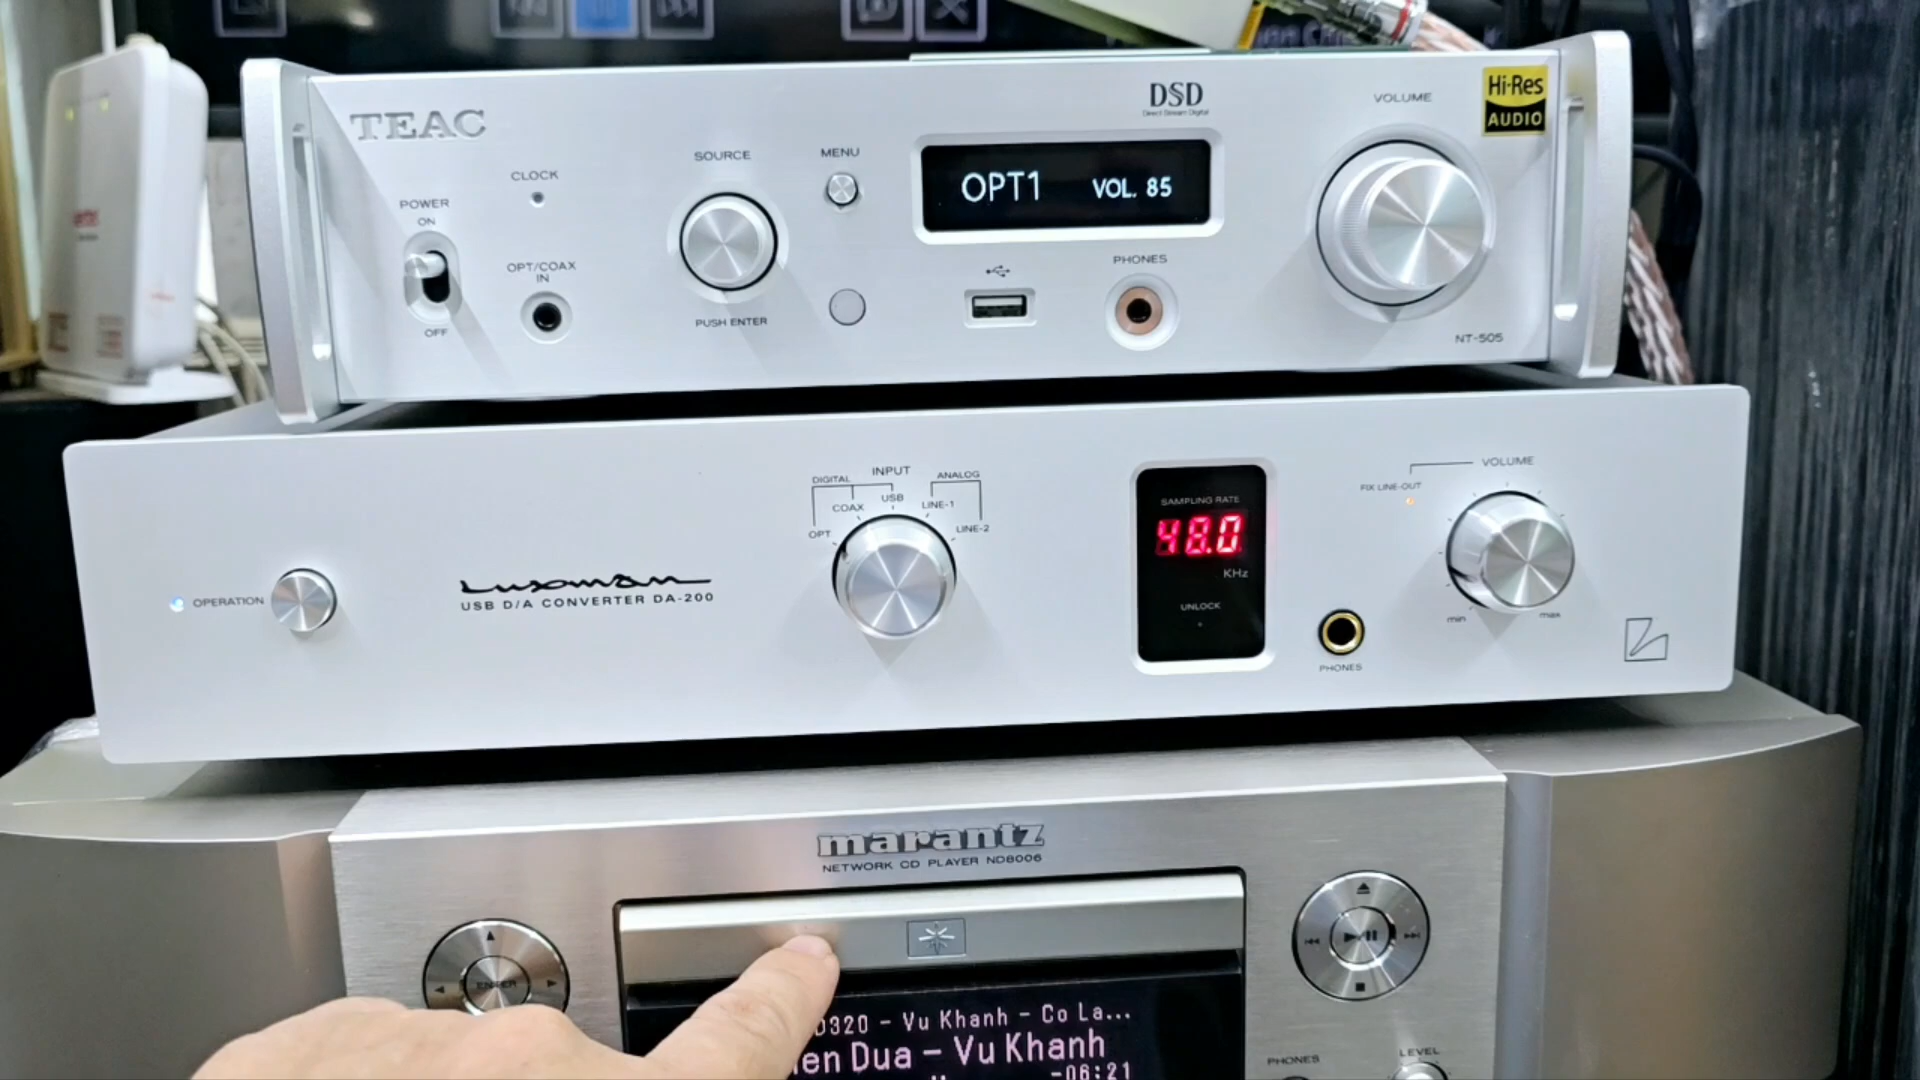 TEAC
DSD
Direct Stream Digital
VOLUME
Hi-Res
AUDIO
CLOCK
SOURCE
MENU
POWER
ON
OFF
OPT/COAX
IN
PUSH ENTER
OPT1 VOL. 85
PHONES
NT-505
INPUT
DIGITAL
ANALOG
OPT
COAX
USB
LINE-1
LINE-2
SAMPLING RATE
48.0
KHz
UNLOCK
VOLUME
FIX LINE-OUT
min
max
PHONES
OPERATION
LUXMAN
USB D/A CONVERTER DA-200
marantz
NETWORK CD PLAYER ND8006
ENTER
320 - Vu Khanh - Co La...
en Dua - Vu Khanh
-06:21
PHONES
LEVEL